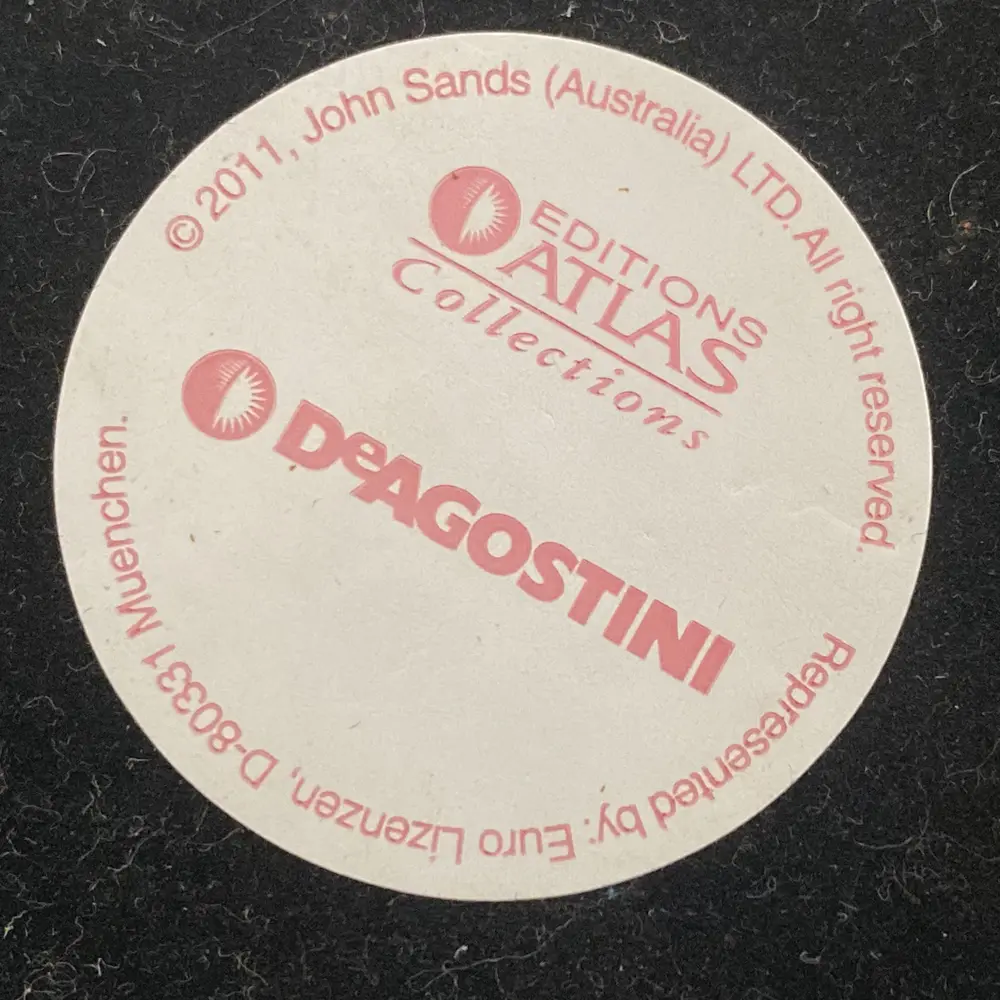 © 2011, John Sands (Australia) LTD. All right reserved.
EDITIONS
ATLAS
Collections
DeAGOSTINI
Represented by: Euro Lizenzen, D-80331 Muenchen.